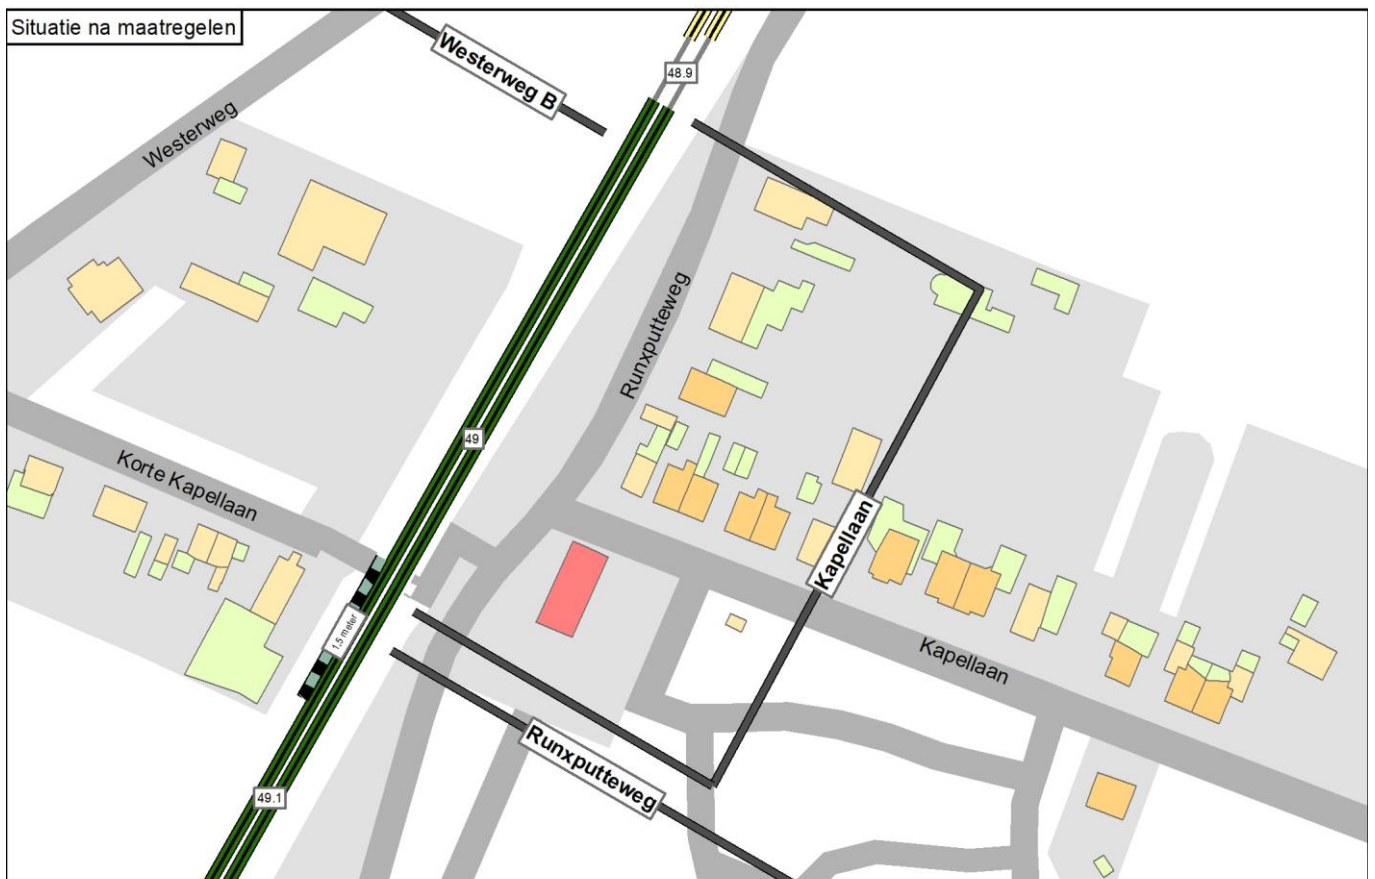 Situatie na maatregelen
Westerweg B
48.9
Westerweg
Runxputteweg
49
Korte Kapellaan
Kapellaan
1,5 meter
Kapellaan
Runxputteweg
49.1